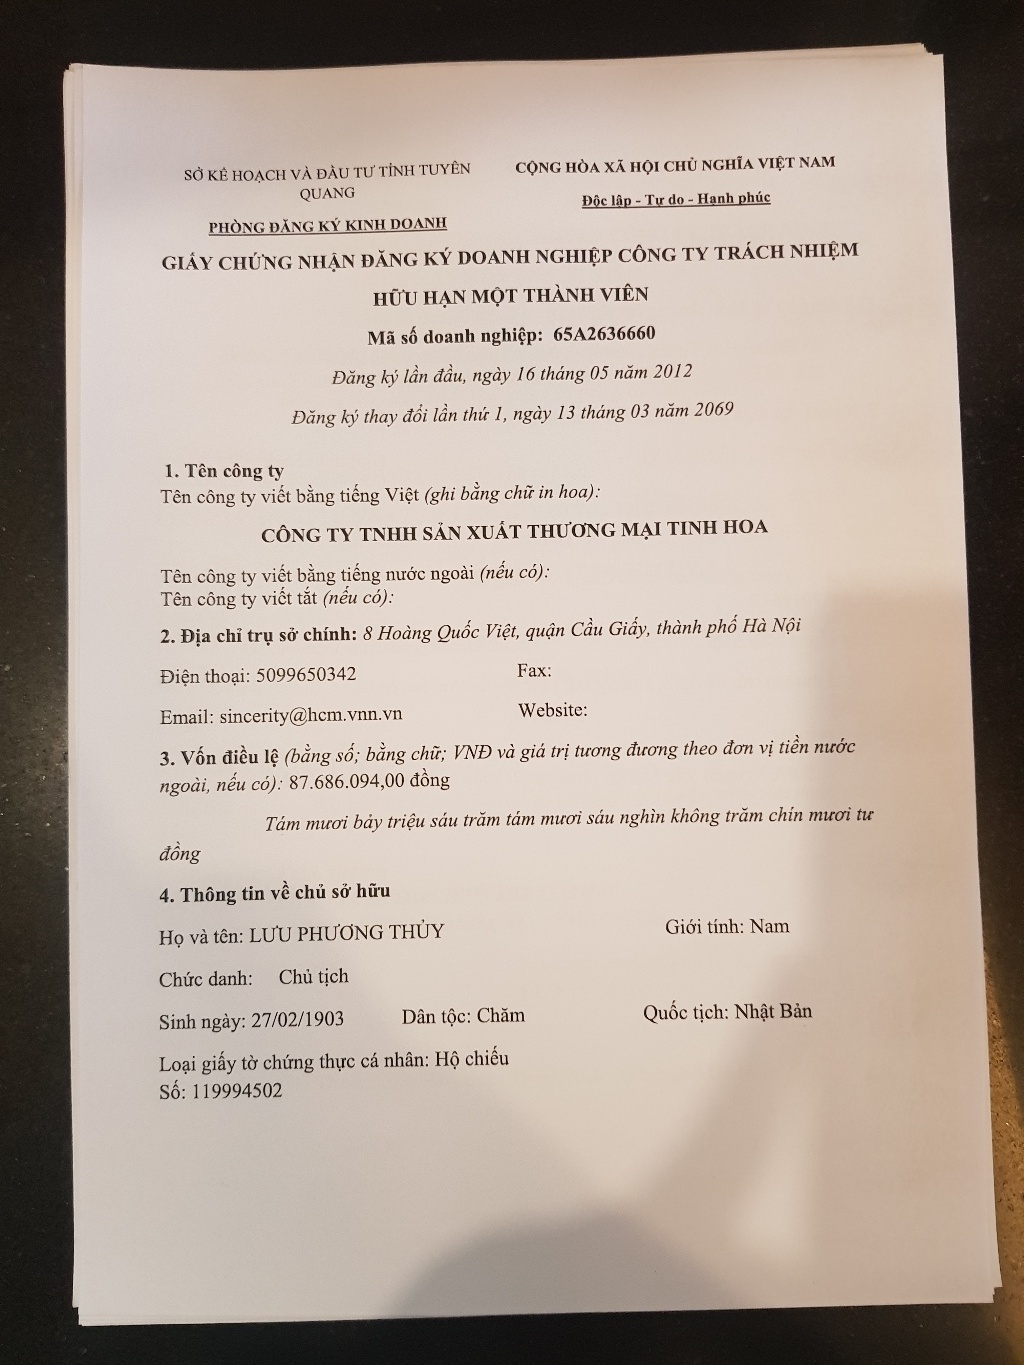 SỞ KẾ HOẠCH VÀ ĐẦU TƯ TỈNH TUYÊN
QUANG
PHÒNG ĐĂNG KÝ KINH DOANH
CỘNG HÒA XÃ HỘI CHỦ NGHĨA VIỆT NAM
Độc lập - Tự do - Hạnh phúc
GIẤY CHỨNG NHẬN ĐĂNG KÝ DOANH NGHIỆP CÔNG TY TRÁCH NHIỆM
HỮU HẠN MỘT THÀNH VIÊN
Mã số doanh nghiệp: 65A2636660
Đăng ký lần đầu, ngày 16 tháng 05 năm 2012
Đăng ký thay đổi lần thứ 1, ngày 13 tháng 03 năm 2069
1. Tên công ty
Tên công ty viết bằng tiếng Việt (ghi bằng chữ in hoa):
CÔNG TY TNHH SẢN XUẤT THƯƠNG MẠI TINH HOA
Tên công ty viết bằng tiếng nước ngoài (nếu có):
Tên công ty viết tắt (nếu có):
2. Địa chỉ trụ sở chính: 8 Hoàng Quốc Việt, quận Cầu Giấy, thành phố Hà Nội
Điện thoại: 5099650342 Fax:
Email: sincerity@hcm.vnn.vn Website:
3. Vốn điều lệ (bằng số; bằng chữ; VNĐ và giá trị tương đương theo đơn vị tiền nước
ngoài, nếu có): 87.686.094,00 đồng
Tám mươi bảy triệu sáu trăm tám mươi sáu nghìn không trăm chín mươi tư
đồng
4. Thông tin về chủ sở hữu
Họ và tên: LƯU PHƯƠNG THỦY Giới tính: Nam
Chức danh: Chủ tịch
Sinh ngày: 27/02/1903 Dân tộc: Chăm Quốc tịch: Nhật Bản
Loại giấy tờ chứng thực cá nhân: Hộ chiếu
Số: 119994502